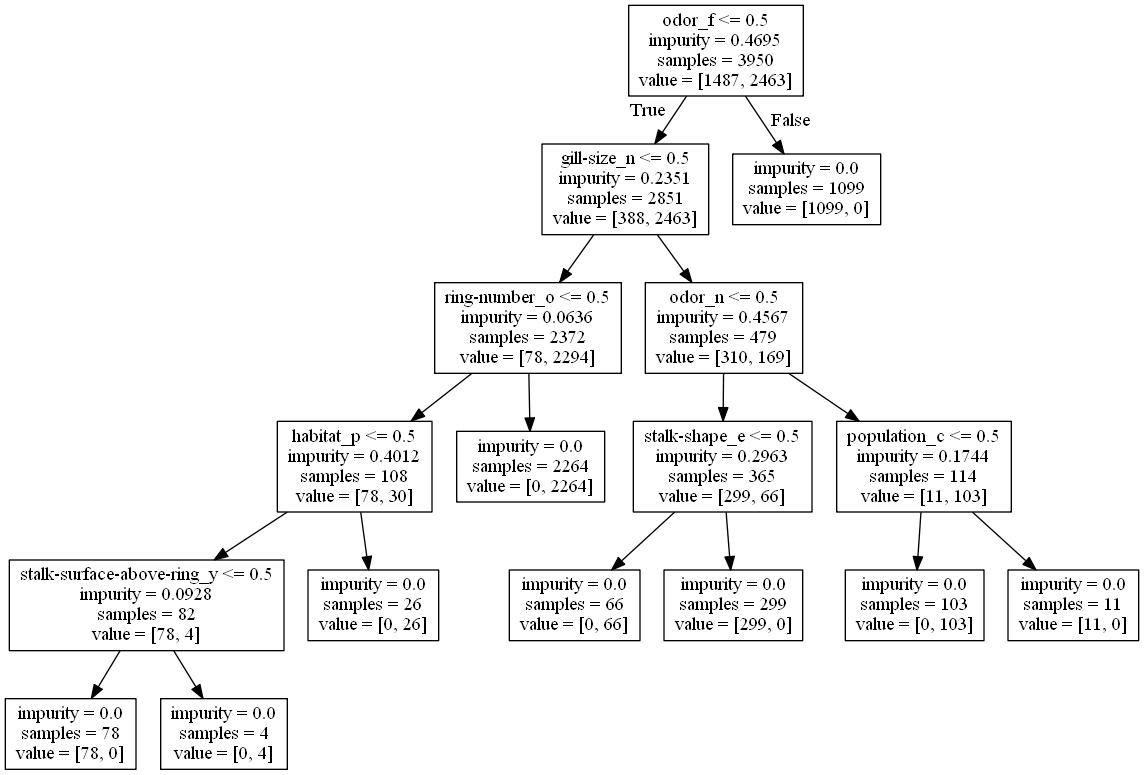 odor_f <= 0.5
impurity = 0.4695
samples = 3950
value = [1487, 2463]
True
False
gill-size_n <= 0.5
impurity = 0.2351
samples = 2851
value = [388, 2463]
impurity = 0.0
samples = 1099
value = [1099, 0]
ring-number_o <= 0.5
impurity = 0.0636
samples = 2372
value = [78, 2294]
odor_n <= 0.5
impurity = 0.4567
samples = 479
value = [310, 169]
habitat_p <= 0.5
impurity = 0.4012
samples = 108
value = [78, 30]
impurity = 0.0
samples = 2264
value = [0, 2264]
stalk-shape_e <= 0.5
impurity = 0.2963
samples = 365
value = [299, 66]
population_c <= 0.5
impurity = 0.1744
samples = 114
value = [11, 103]
stalk-surface-above-ring_y <= 0.5
impurity = 0.0928
samples = 82
value = [78, 4]
impurity = 0.0
samples = 26
value = [0, 26]
impurity = 0.0
samples = 66
value = [0, 66]
impurity = 0.0
samples = 299
value = [299, 0]
impurity = 0.0
samples = 103
value = [0, 103]
impurity = 0.0
samples = 11
value = [11, 0]
impurity = 0.0
samples = 78
value = [78, 0]
impurity = 0.0
samples = 4
value = [0, 4]